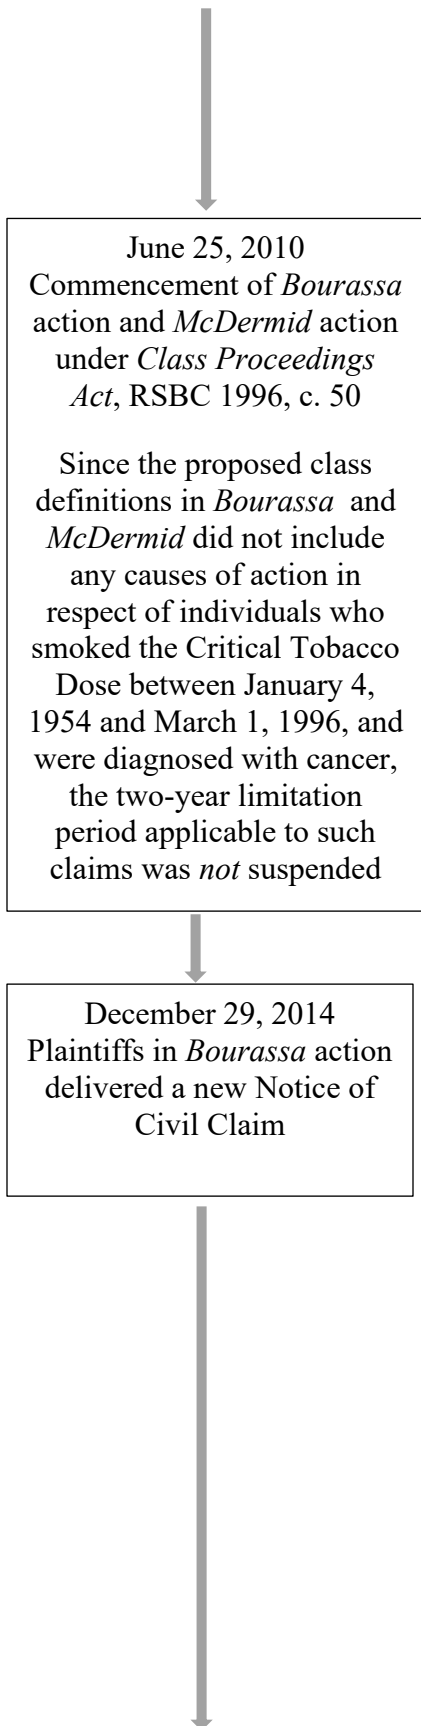 June 25, 2010
Commencement of Bourassa
action and McDermid action
under Class Proceedings
Act, RSBC 1996, c. 50
Since the proposed class
definitions in Bourassa and
McDermid did not include
any causes of action in
respect of individuals who
smoked the Critical Tobacco
Dose between January 4,
1954 and March 1, 1996, and
were diagnosed with cancer,
the two-year limitation
period applicable to such
claims was not suspended
December 29, 2014
Plaintiffs in Bourassa action
delivered a new Notice of
Civil Claim